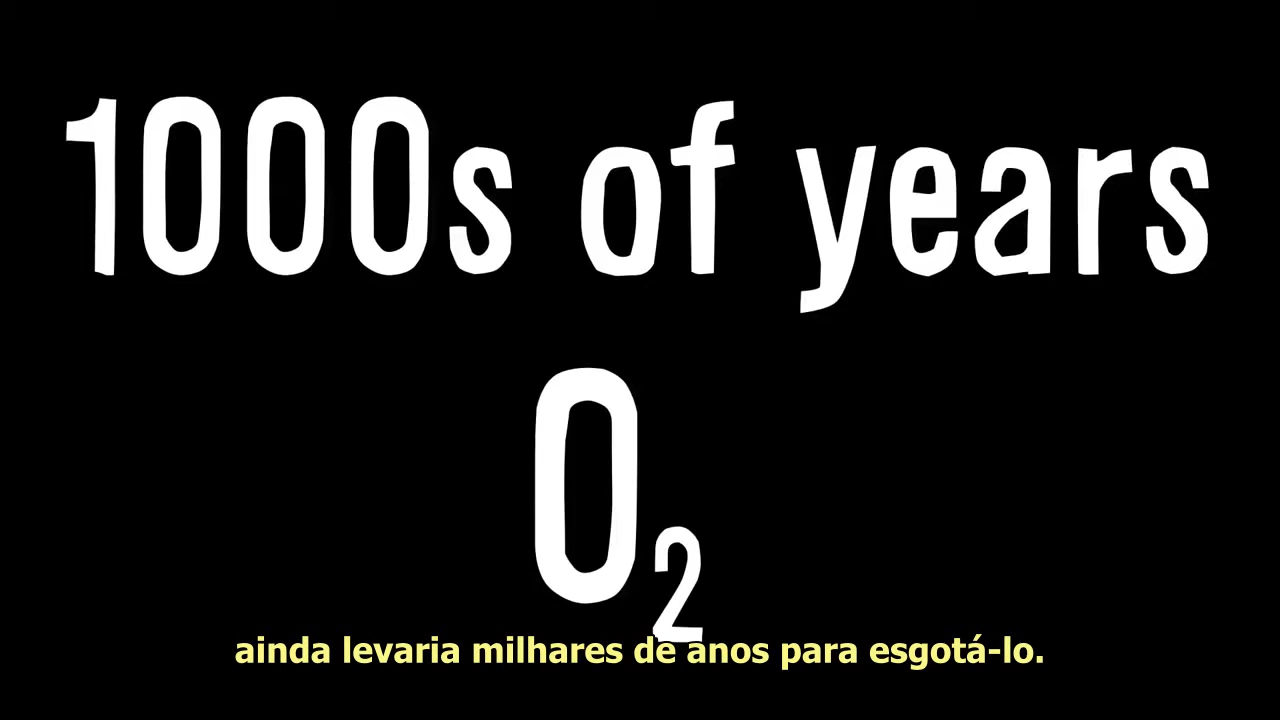 1000s of years
O₂
ainda levaria milhares de anos para esgotá-lo.